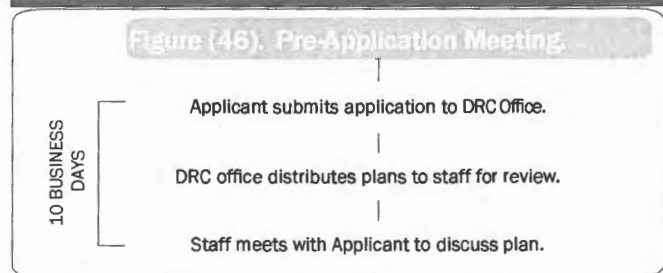 Figure (46). Pre-Application Meeting.
Applicant submits application to DRC Office.
10 BUSINESS
DAYS
DRC office distributes plans to staff for review.
Staff meets with Applicant to discuss plan.